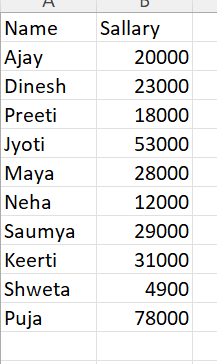 A B
Name Sallary
Ajay 20000
Dinesh 23000
Preeti 18000
Jyoti 53000
Maya 28000
Neha 12000
Saumya 29000
Keerti 31000
Shweta 4900
Puja 78000